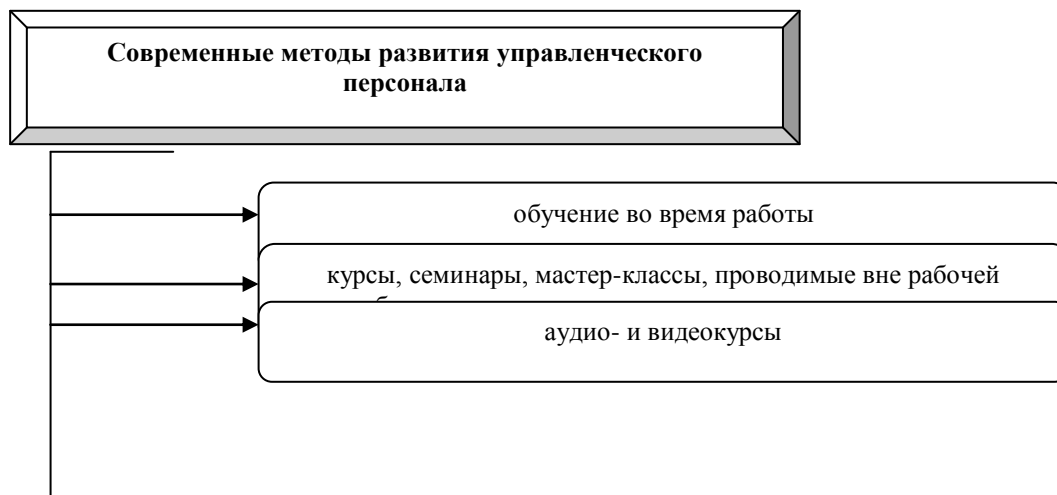 Современные методы развития управленческого
персонала
обучение во время работы
курсы, семинары, мастер-классы, проводимые вне рабочей
аудио- и видеокурсы